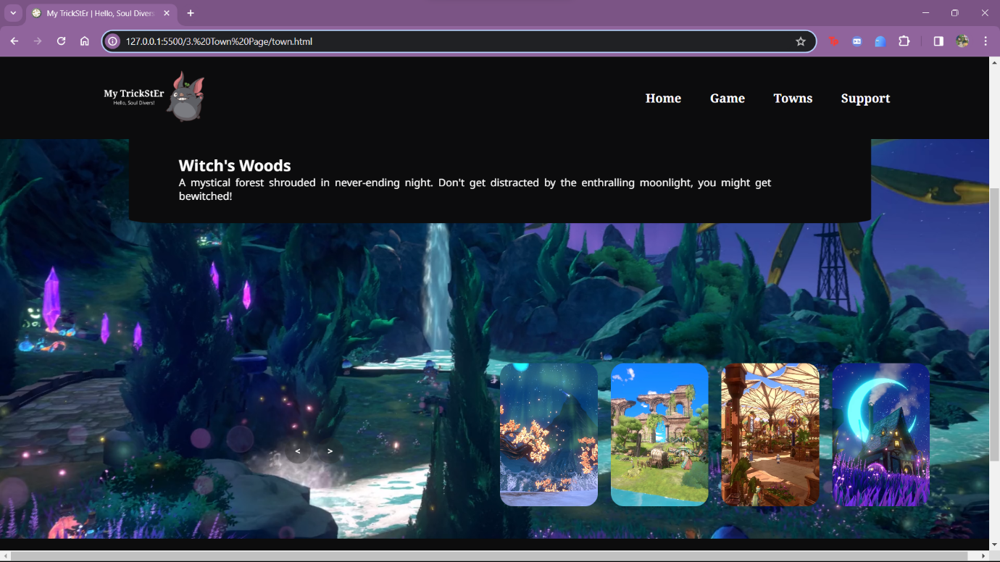 My TrickStEr | Hello, Soul Divers
127.0.0.1:5500/3.%20Town%20Page/town.html
My TrickStEr
Hello, Soul Divers!
Home
Game
Towns
Support
Witch's Woods
A mystical forest shrouded in never-ending night. Don't get distracted by the enthralling moonlight, you might get
bewitched!
< >